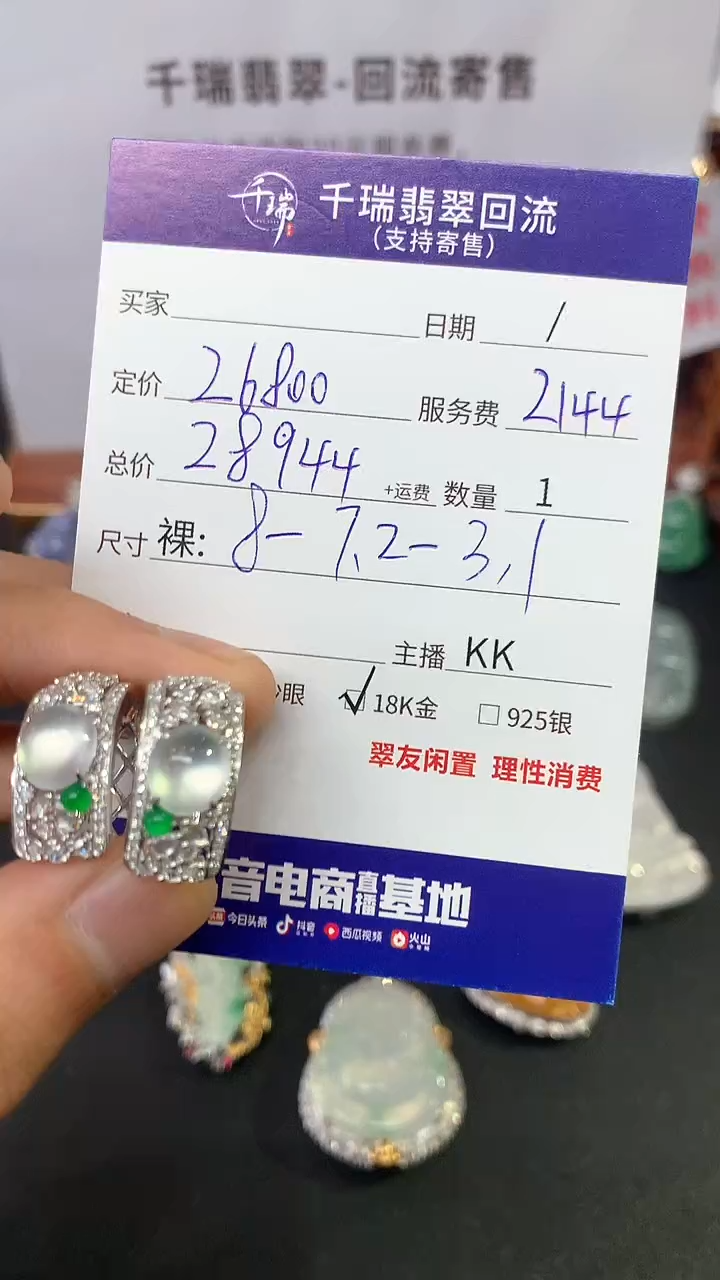 千瑞翡翠-回流寄售
千瑞 千瑞翡翠回流
(支持寄售)
买家 日期 /
定价 26800 服务费 2144
总价 28944 +运费 数量 1
尺寸 裸: 8-7.2-3.1
主播 KK
眼 ✓ 18K金 □ 925银
翠友闲置 理性消费
音电商直播基地
今日头条 抖音 西瓜视频 火山